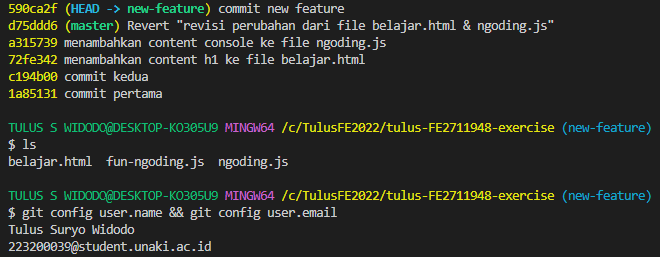 590ca2f (HEAD -> new-feature) commit new feature
d75ddd6 (master) Revert "revisi perubahan dari file belajar.html & ngoding.js"
a315739 menambahkan content console ke file ngoding.js
72fe342 menambahkan content h1 ke file belajar.html
c194b00 commit kedua
1a85131 commit pertama
TULUS S WIDODO@DESKTOP-KO305U9 MINGW64 /c/TulusFE2022/tulus-FE2711948-exercise (new-feature)
$ ls
belajar.html  fun-ngoding.js  ngoding.js
TULUS S WIDODO@DESKTOP-KO305U9 MINGW64 /c/TulusFE2022/tulus-FE2711948-exercise (new-feature)
$ git config user.name && git config user.email
Tulus Suryo Widodo
223200039@student.unaki.ac.id